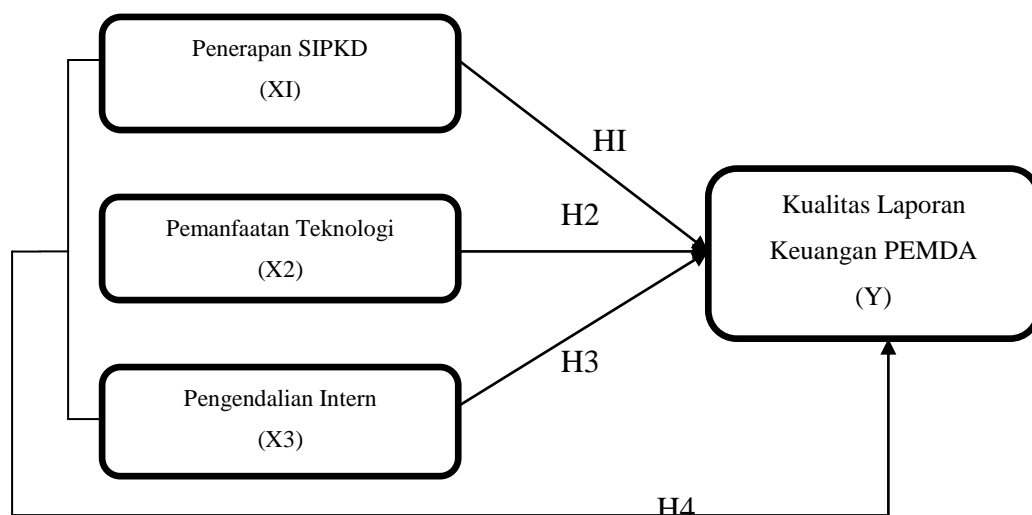 Penerapan SIPKD
(XI)
HI
Pemanfaatan Teknologi
(X2)
H2
Kualitas Laporan
Keuangan PEMDA
(Y)
Pengendalian Intern
(X3)
H3
H4